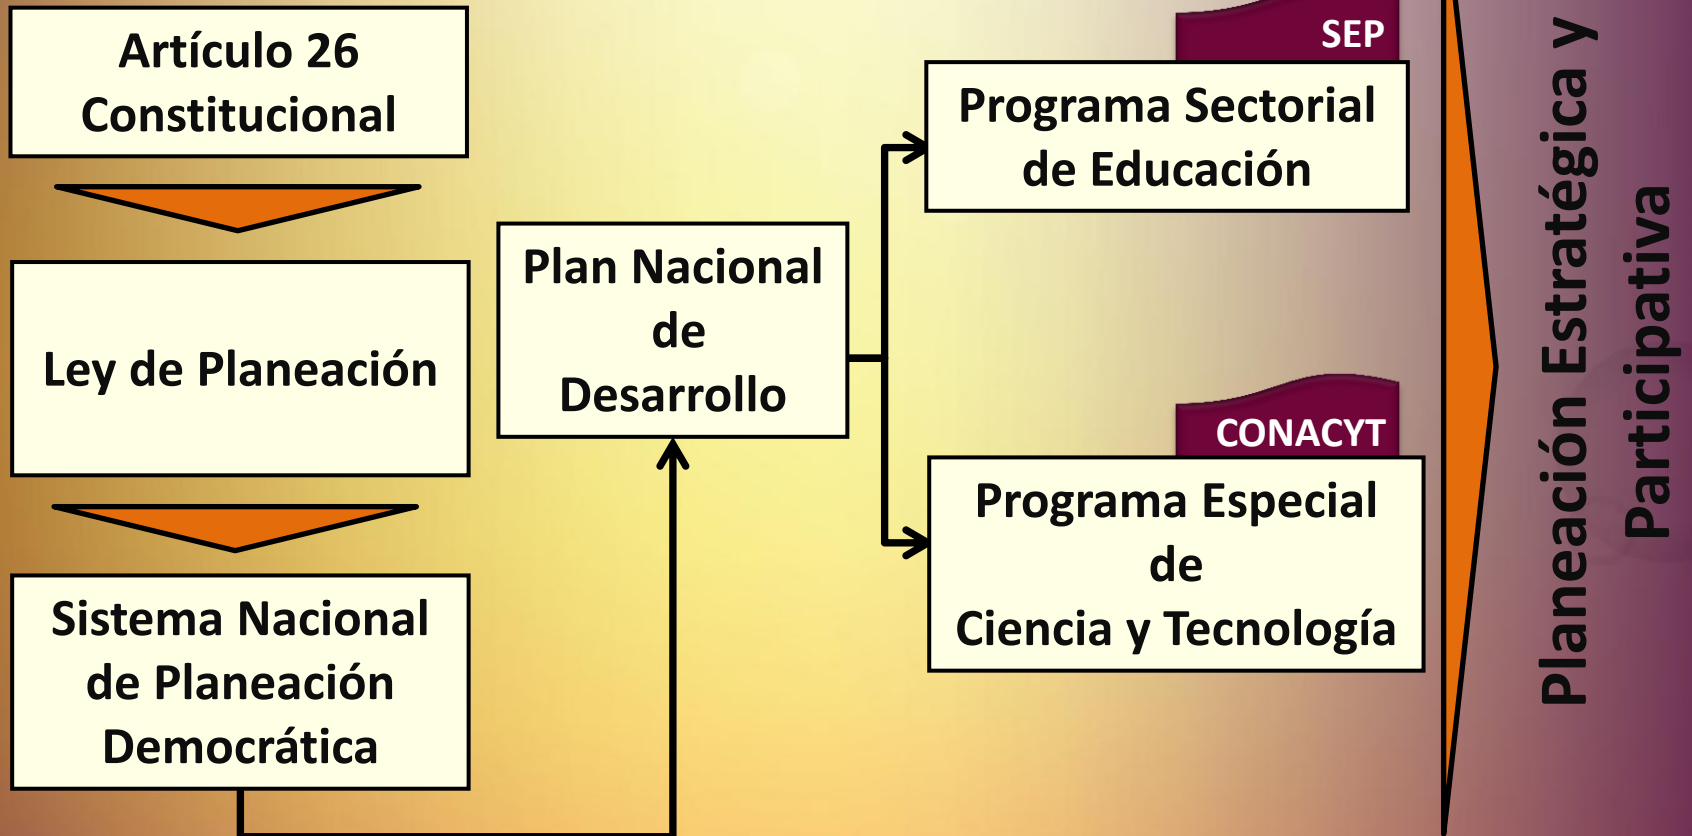 Artículo 26
Constitucional
Ley de Planeación
Sistema Nacional
de Planeación
Democrática
Plan Nacional
de
Desarrollo
SEP
Programa Sectorial
de Educación
CONACYT
Programa Especial
de
Ciencia y Tecnología
Planeación Estratégica y
Participativa